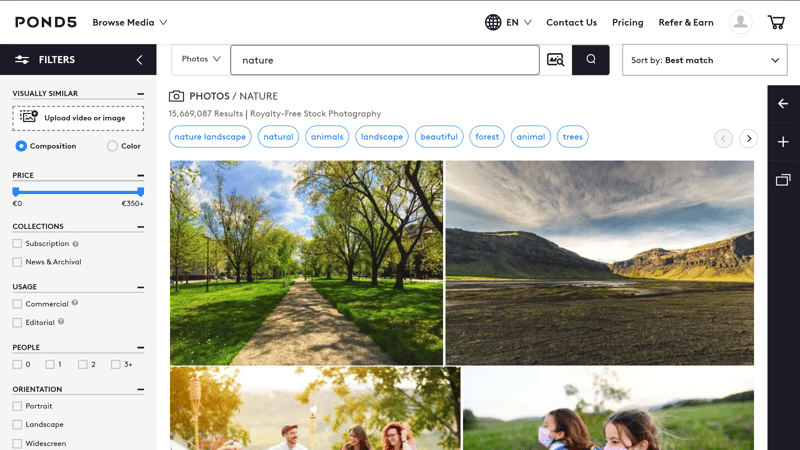 POND5 Browse Media EN Contact Us Pricing Refer & Earn
FILTERS Photos nature Sort by: Best match
VISUALLY SIMILAR
Upload video or image
Composition Color
PRICE
€0 €350+
COLLECTIONS
Subscription ?
News & Archival
USAGE
Commercial ?
Editorial ?
PEOPLE
0 1 2 3+
ORIENTATION
Portrait
Landscape
Widescreen
PHOTOS / NATURE
15,669,087 Results | Royalty-Free Stock Photography
nature landscape natural animals landscape beautiful forest animal trees